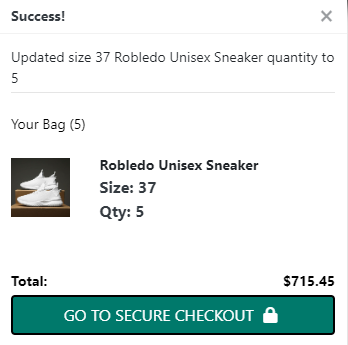 Success!
Updated size 37 Robledo Unisex Sneaker quantity to
5
Your Bag (5)
Robledo Unisex Sneaker
Size: 37
Qty: 5
Total: $715.45
GO TO SECURE CHECKOUT